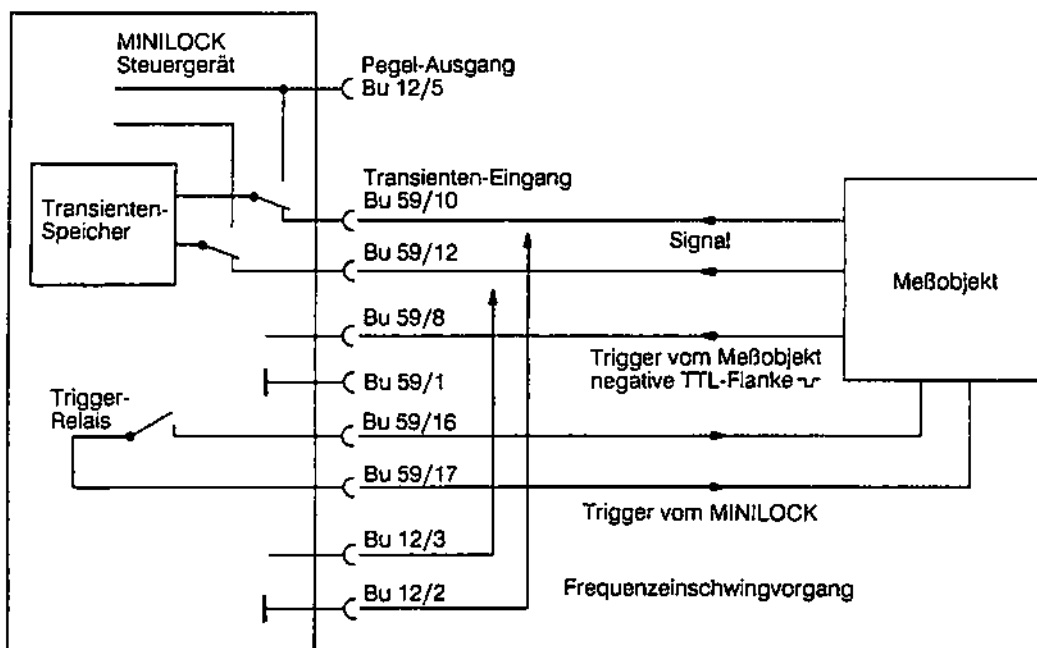 MINILOCK
Steuergerät
Pegel-Ausgang
Bu 12/5
Transienten-Eingang
Bu 59/10
Transienten-
Speicher
Signal
Bu 59/12
Meßobjekt
Bu 59/8
Trigger vom Meßobjekt
negative TTL-Flanke
Bu 59/1
Trigger-
Relais
Bu 59/16
Bu 59/17
Trigger vom MINILOCK
Bu 12/3
Bu 12/2
Frequenzeinschwingvorgang